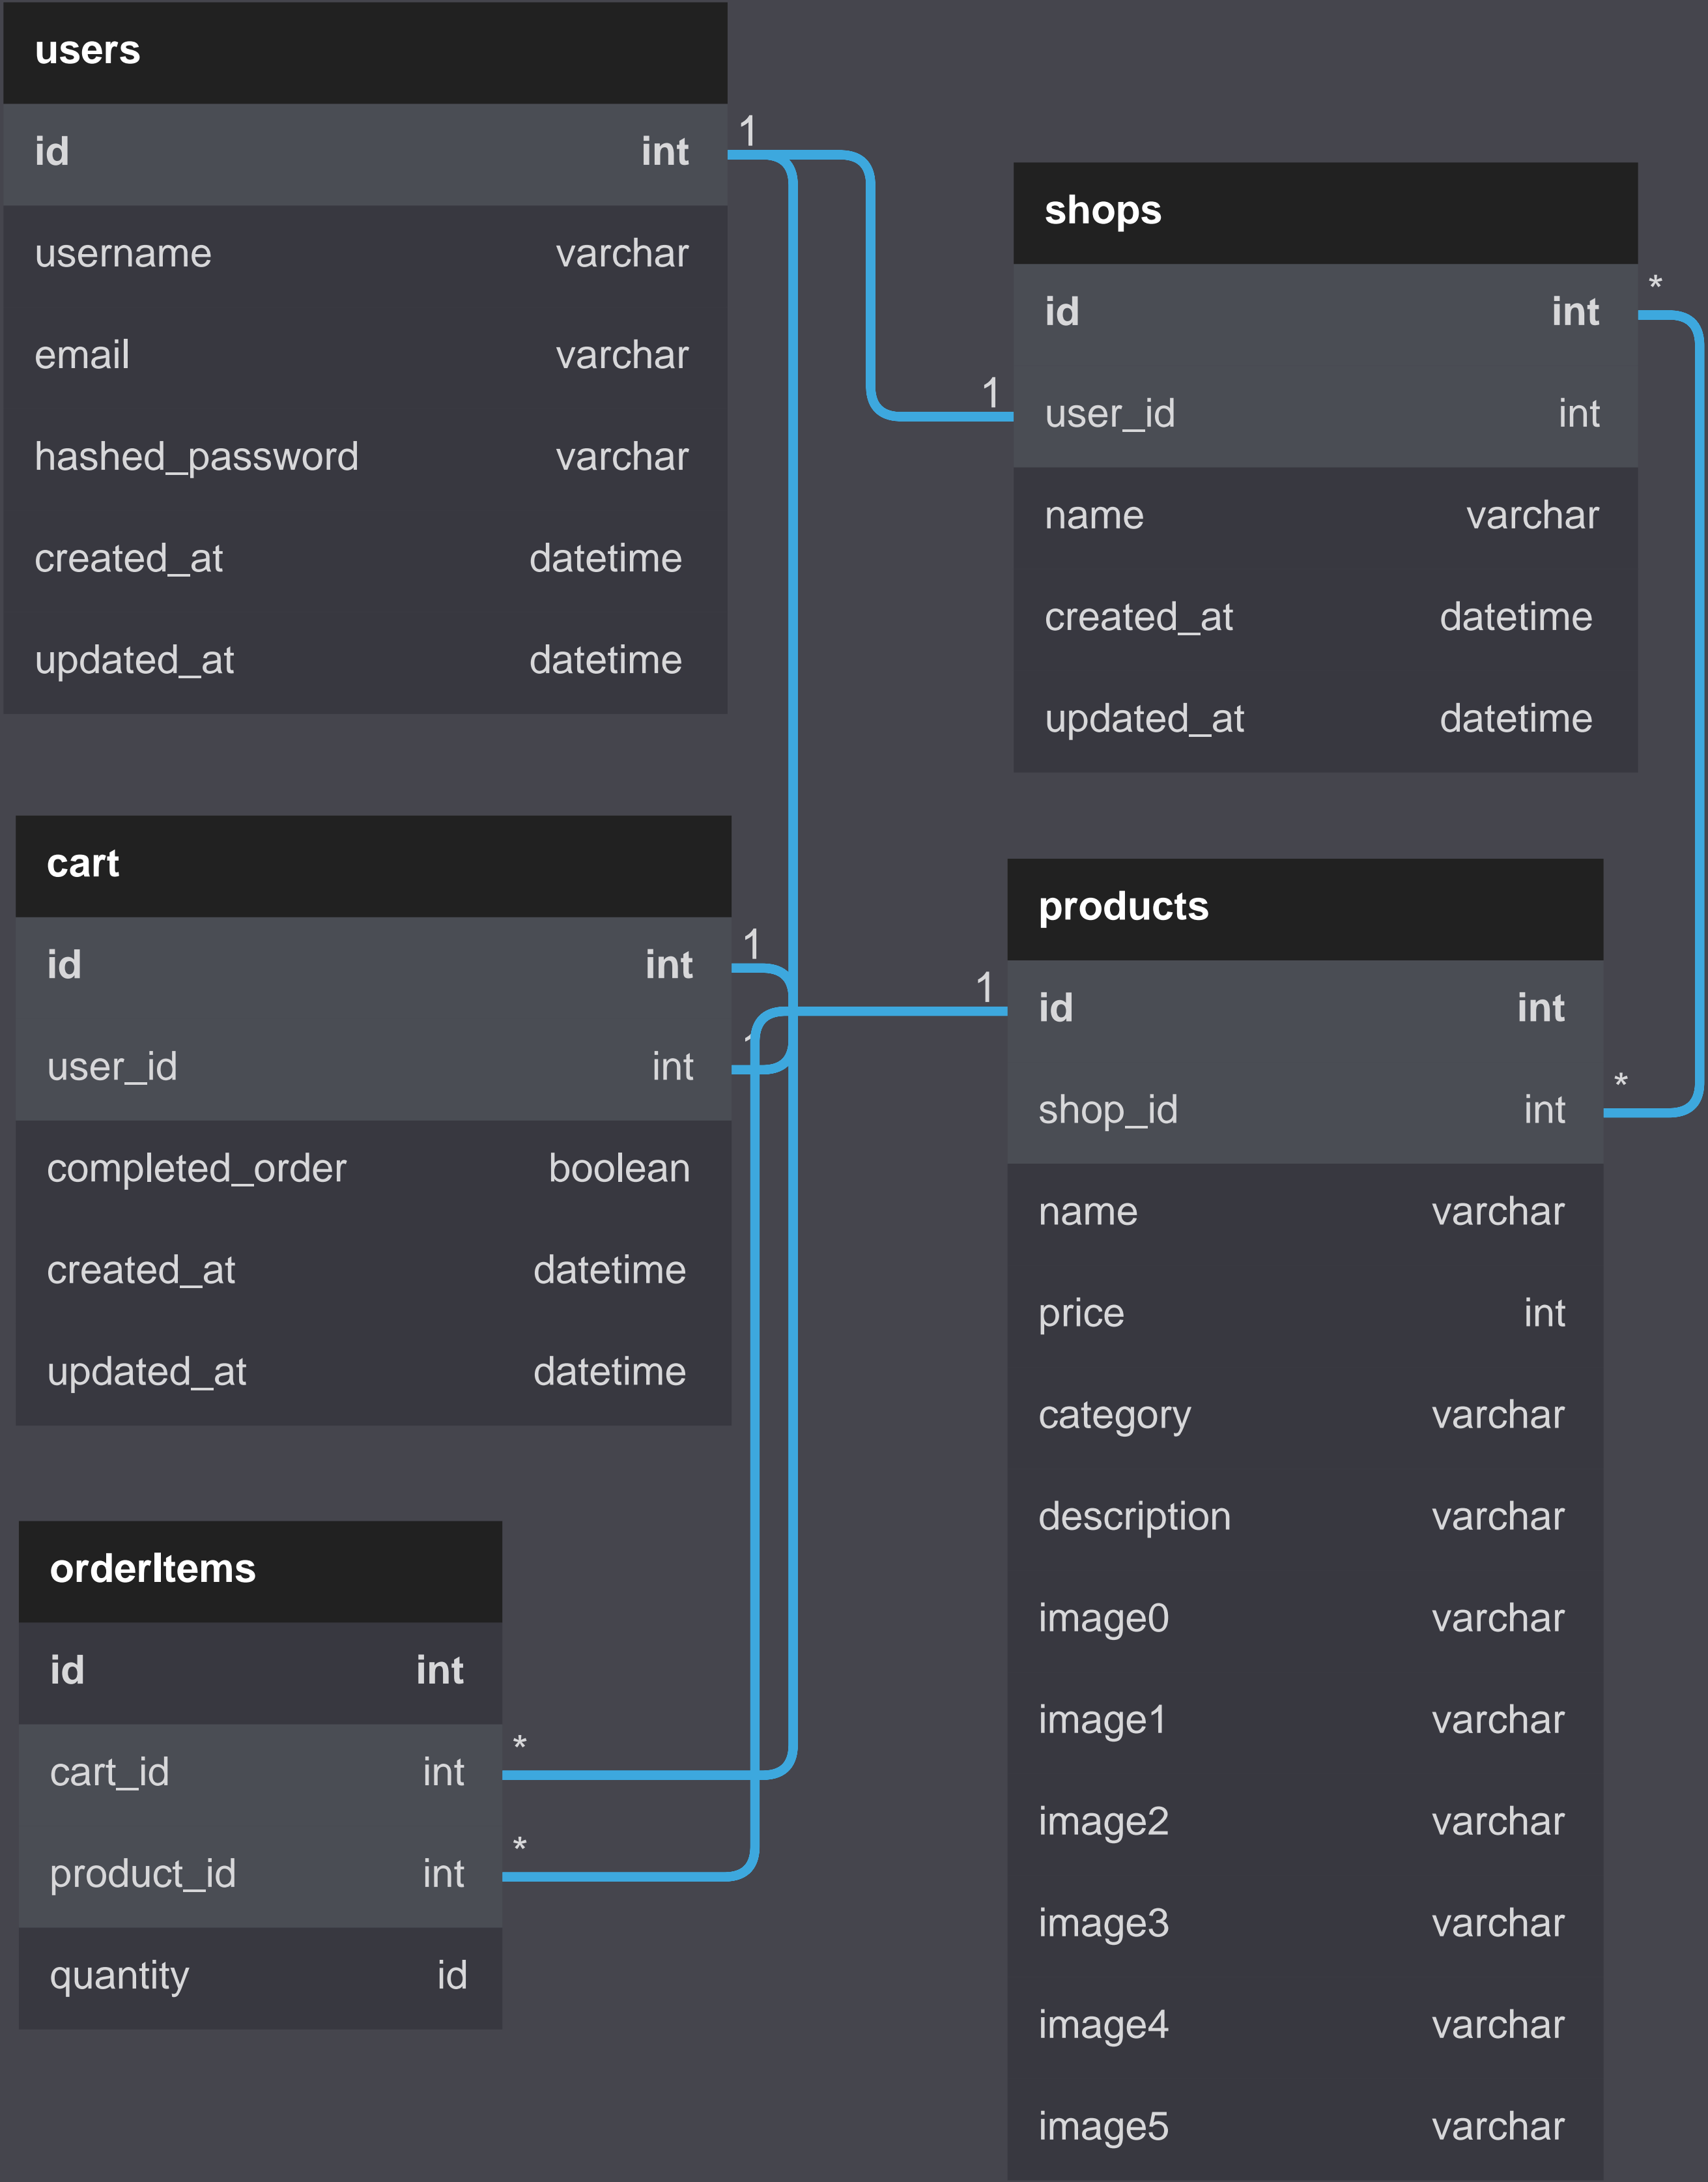 users
id int
username varchar
email varchar
hashed_password varchar
created_at datetime
updated_at datetime
1
shops
id int
user_id int
name varchar
created_at datetime
updated_at datetime
1
*
cart
id int
user_id int
completed_order boolean
created_at datetime
updated_at datetime
1
1
products
id int
shop_id int
name varchar
price int
category varchar
description varchar
image0 varchar
image1 varchar
image2 varchar
image3 varchar
image4 varchar
image5 varchar
1
*
orderItems
id int
cart_id int
product_id int
quantity id
*
*